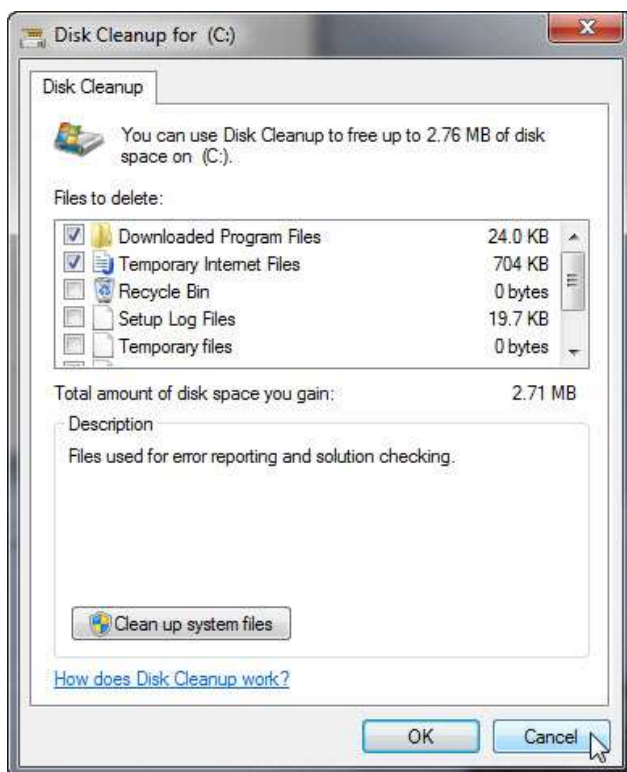 Disk Cleanup for (C:)
Disk Cleanup
You can use Disk Cleanup to free up to 2.76 MB of disk
space on (C:).
Files to delete:
Downloaded Program Files 24.0 KB
Temporary Internet Files 704 KB
Recycle Bin 0 bytes
Setup Log Files 19.7 KB
Temporary files 0 bytes
Total amount of disk space you gain: 2.71 MB
Description
Files used for error reporting and solution checking.
Clean up system files
How does Disk Cleanup work?
OK Cancel